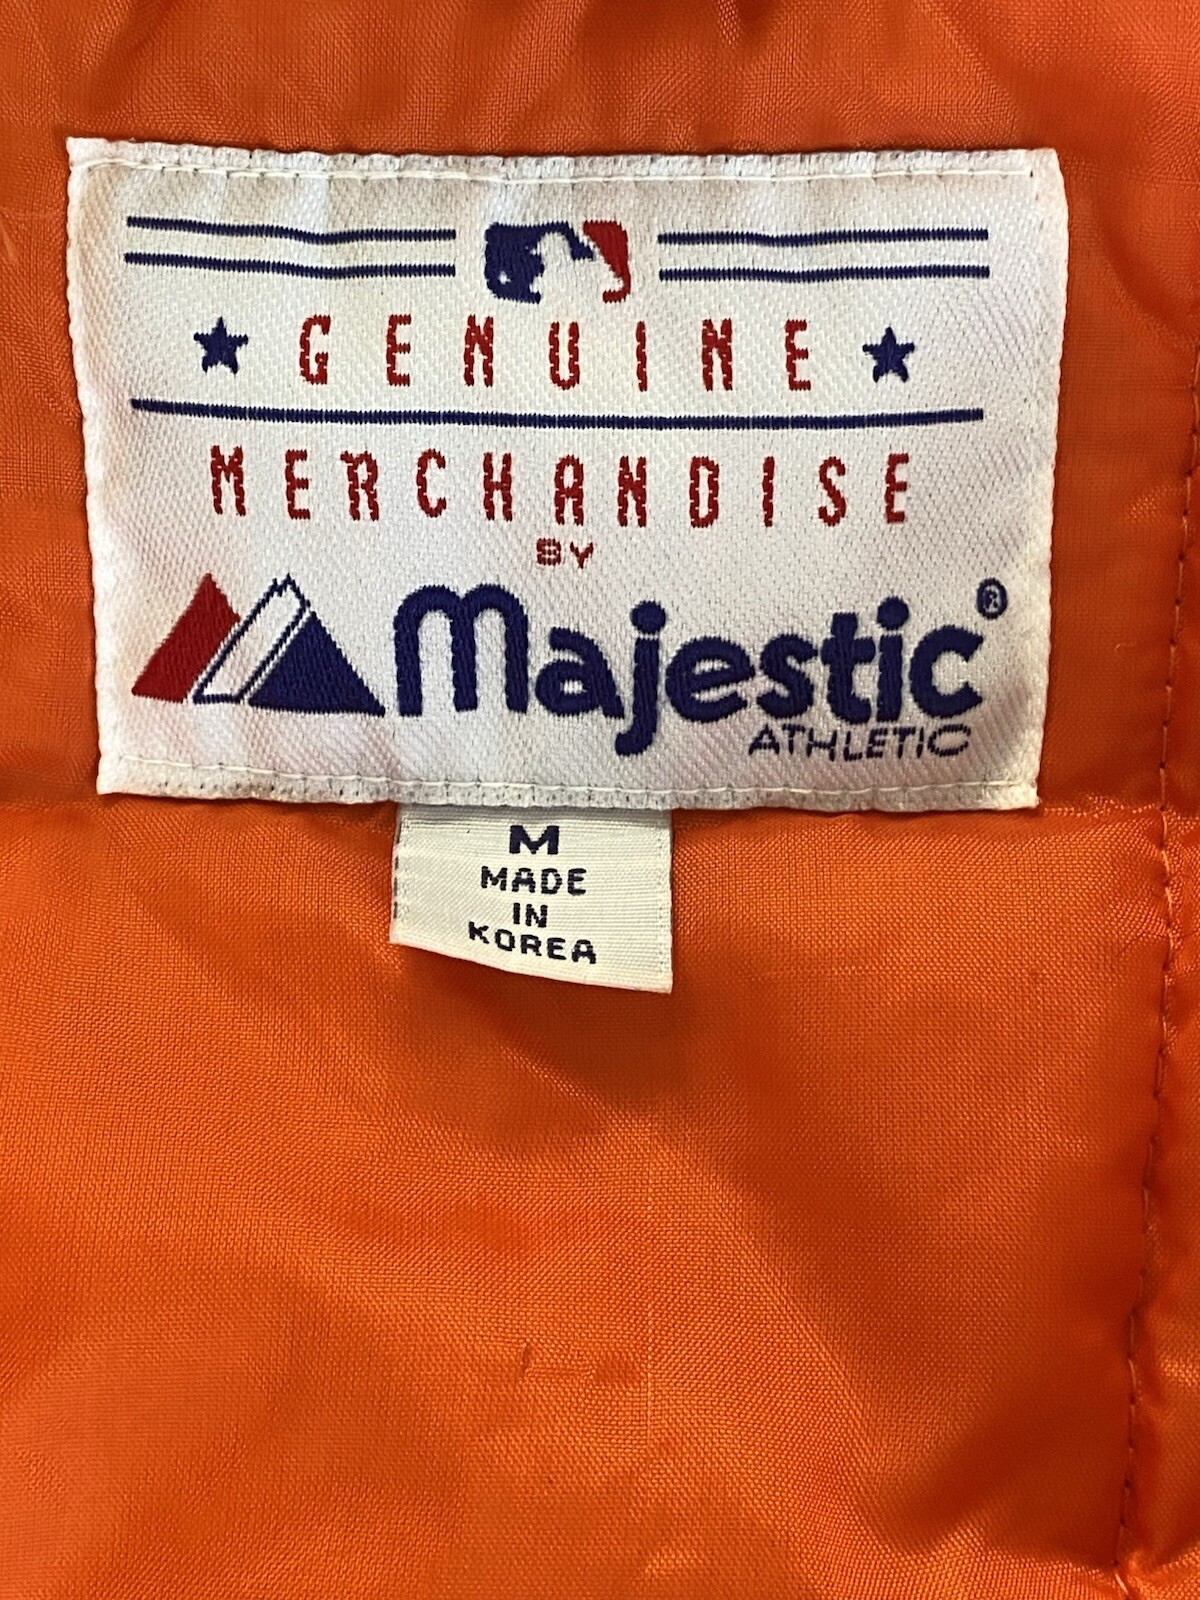 GENUINE
MERCHANDISE
BY
Majestic®
ATHLETIC
M
MADE
IN
KOREA